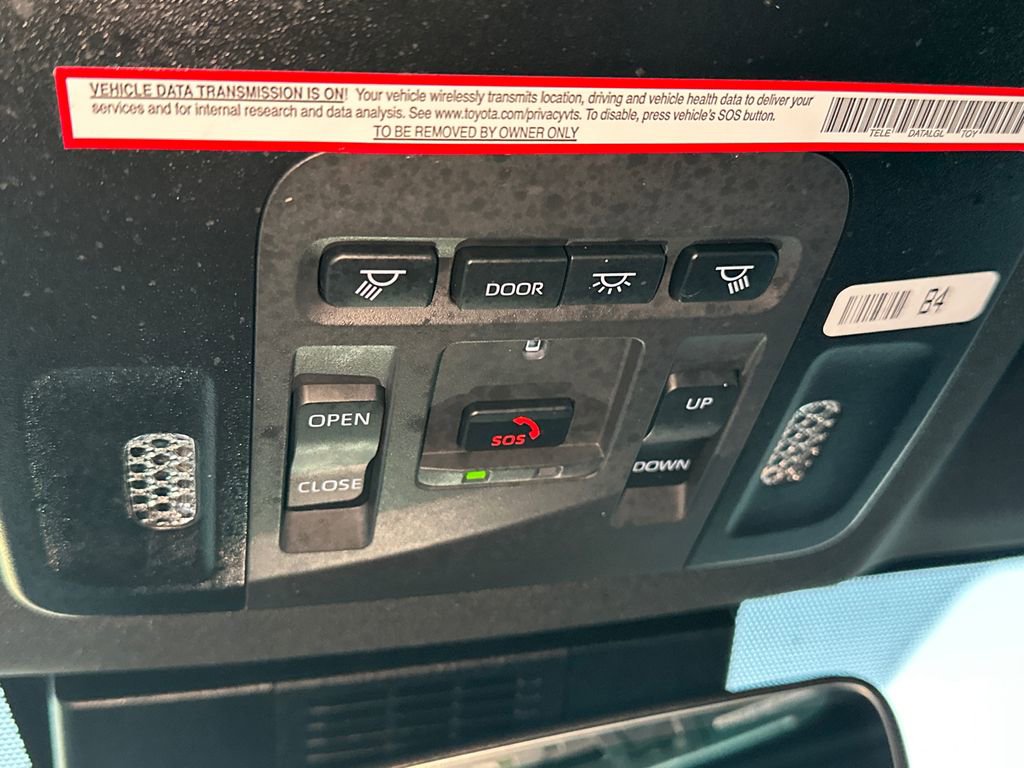 VEHICLE DATA TRANSMISSION IS ON! Your vehicle wirelessly transmits location, driving and vehicle health data to deliver your
services and for internal research and data analysis. See www.toyota.com/privacyvts. To disable, press vehicle's SOS button.
TO BE REMOVED BY OWNER ONLY
TELE DATALGL TOY
DOOR
B4
OPEN
CLOSE
SOS
UP
DOWN